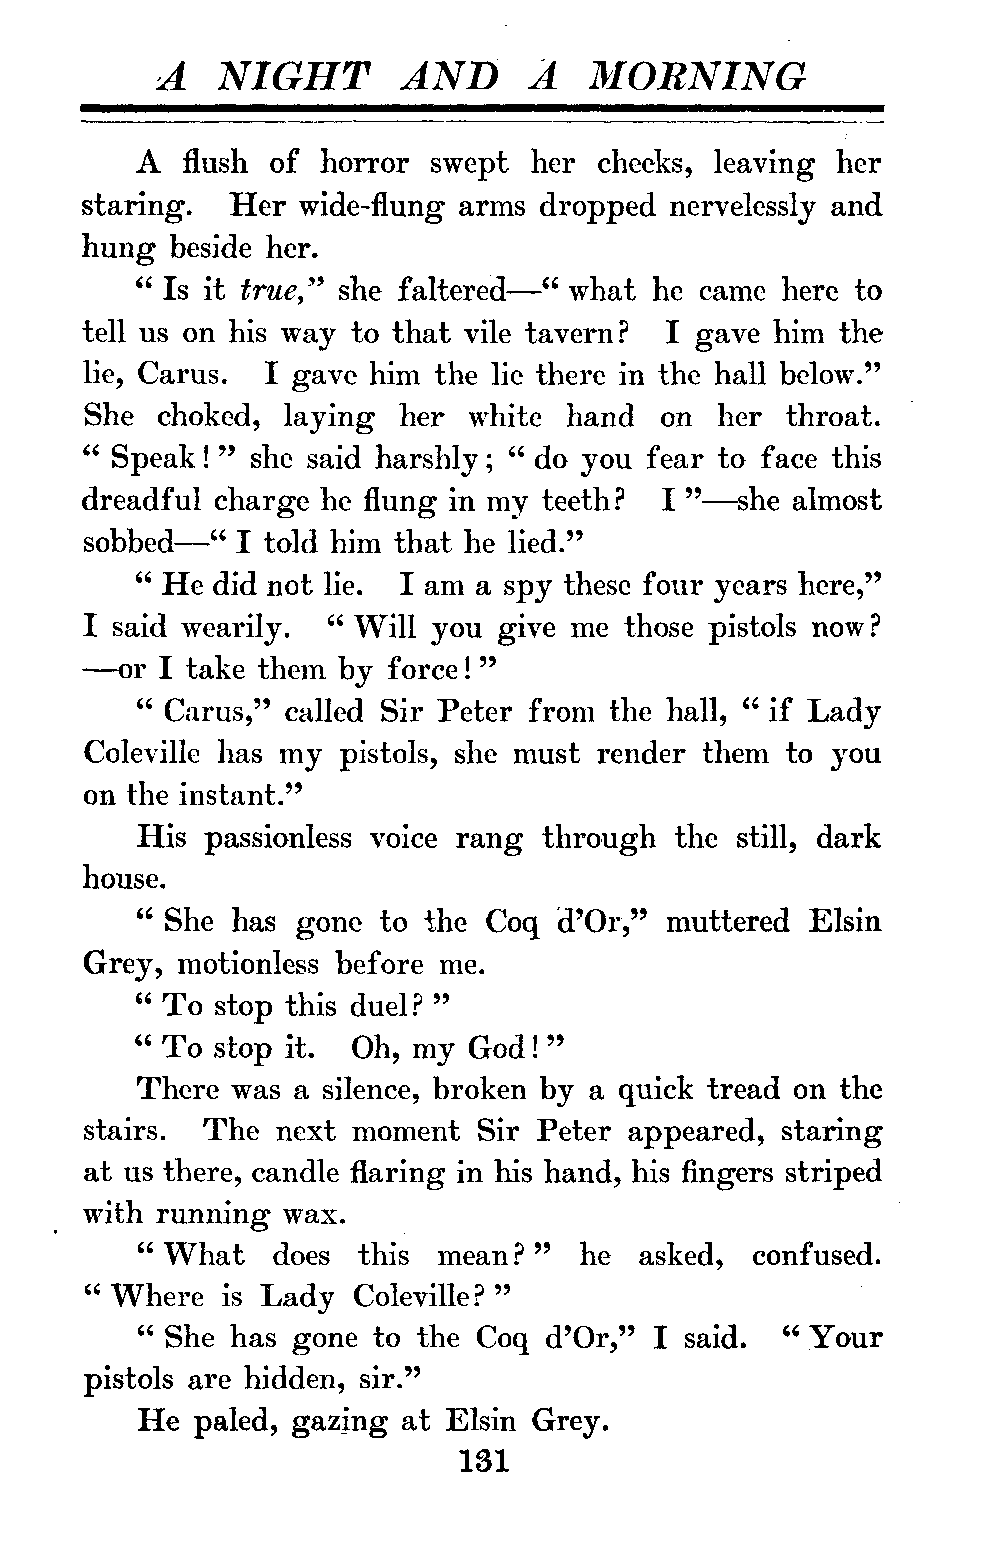 A NIGHT AND A MORNING
A flush of horror swept her cheeks, leaving her
staring. Her wide-flung arms dropped nervelessly and
hung beside her.
“ Is it true,” she faltered—“ what he came here to
tell us on his way to that vile tavern? I gave him the
lie, Carus. I gave him the lie there in the hall below.”
She choked, laying her white hand on her throat.
“ Speak! ” she said harshly; “ do you fear to face this
dreadful charge he flung in my teeth? I ”—she almost
sobbed—“ I told him that he lied.”
“ He did not lie. I am a spy these four years here,”
I said wearily. “ Will you give me those pistols now?
—or I take them by force! ”
“ Carus,” called Sir Peter from the hall, “ if Lady
Coleville has my pistols, she must render them to you
on the instant.”
His passionless voice rang through the still, dark
house.
“ She has gone to the Coq d’Or,” muttered Elsin
Grey, motionless before me.
“ To stop this duel? ”
“ To stop it. Oh, my God! ”
There was a silence, broken by a quick tread on the
stairs. The next moment Sir Peter appeared, staring
at us there, candle flaring in his hand, his fingers striped
with running wax.
“ What does this mean? ” he asked, confused.
“ Where is Lady Coleville? ”
“ She has gone to the Coq d’Or,” I said. “ Your
pistols are hidden, sir.”
He paled, gazing at Elsin Grey.
131